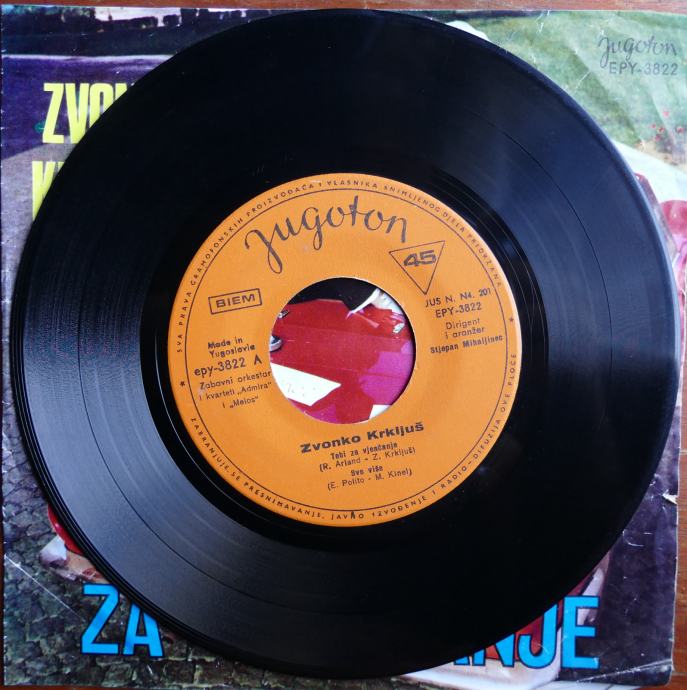 Jugoton
EPY-3822
ZVON
ZA
NJE
SVA PRAVA GRAMOFONSKIH PROIZVOĐAČA I VLASNIKA SNIMLJENOG DJELA PRIDRŽANA
Jugoton
45
BIEM
JUS N. N4. 201
EPY-3822
Dirigent
i aranžer
Stjepan Mihaljinec
Made in
Yugoslavia
epy-3822 A
Zabavni orkestar
i kvarteti „Admira"
i „Melos"
Zvonko Krkljuš
Tebi za vjenčanje
(R. Arland - Z. Krkljuš)
Sve više
(E. Polito - M. Kinel)
ZABRANJUJE SE PRESNIMAVANJE, JAVNO IZVOĐENJE I RADIO-DIFUZIJA OVE PLOČE